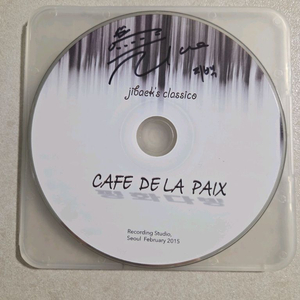 jibaek's classico
CAFE DE LA PAIX
Recording Studio,
Seoul February 2015